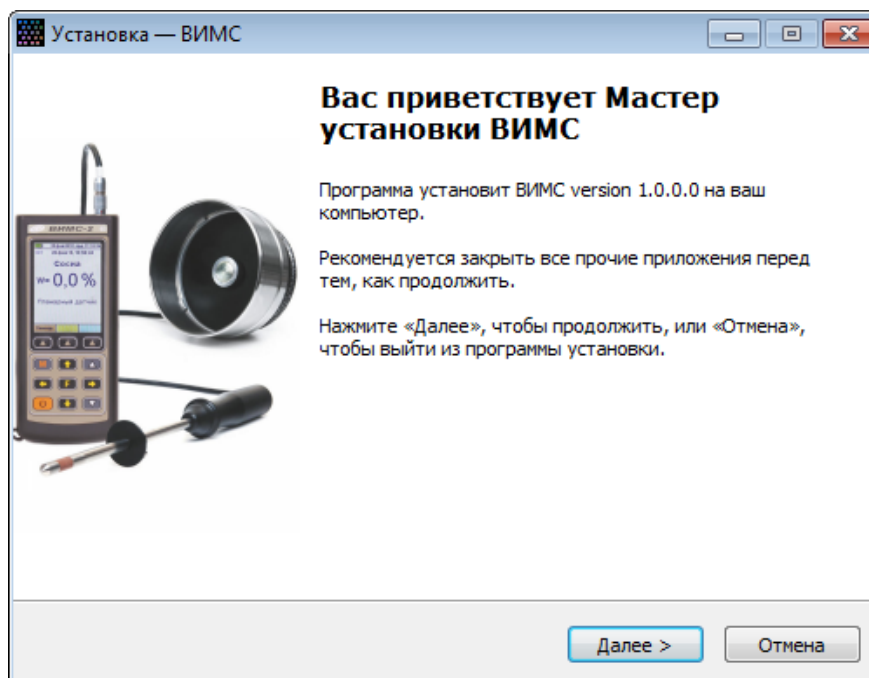 Установка — ВИМС
Вас приветствует Мастер
установки ВИМС
Программа установит ВИМС version 1.0.0.0 на ваш
компьютер.
Рекомендуется закрыть все прочие приложения перед
тем, как продолжить.
Нажмите «Далее», чтобы продолжить, или «Отмена»,
чтобы выйти из программы установки.
ВИМС-2
Сосна
W= 0,0 %
Планарный датчик
Далее >
Отмена